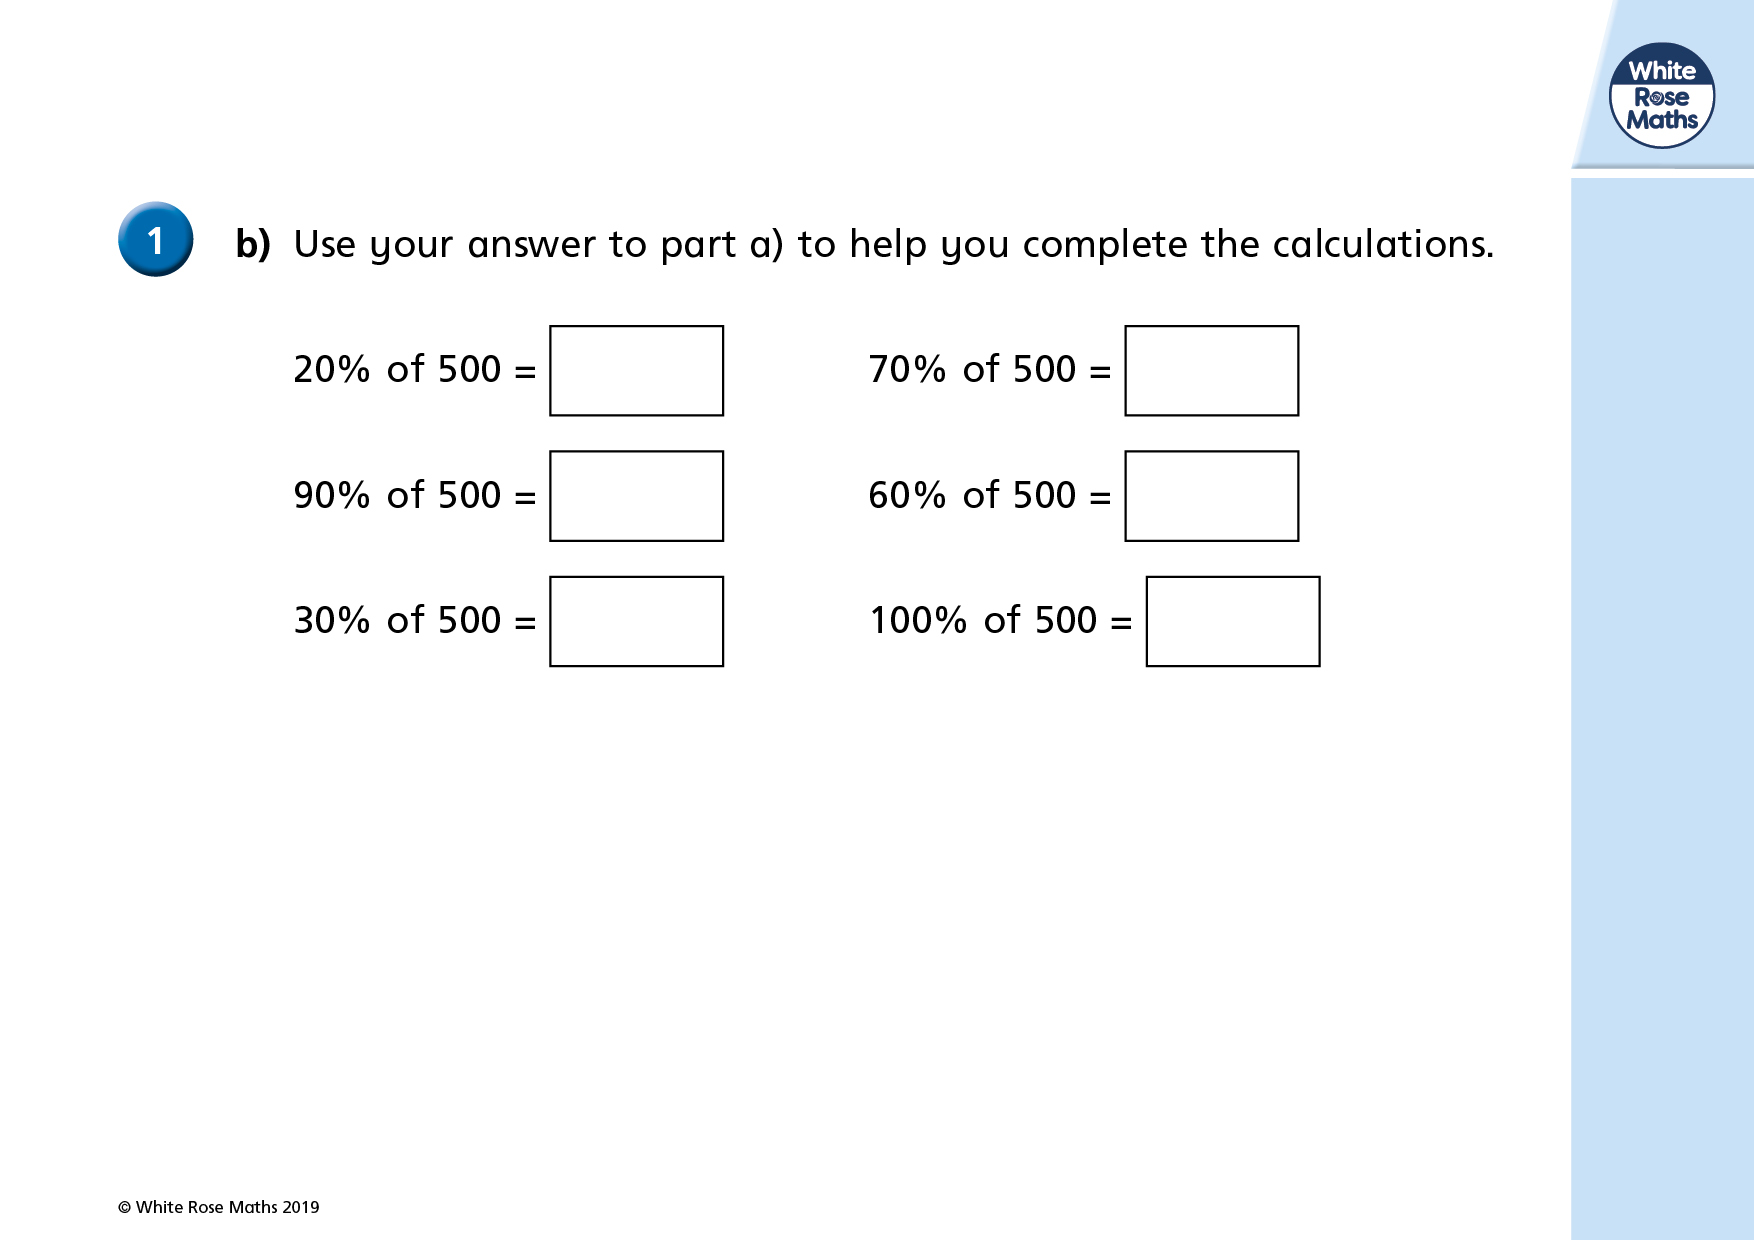 White
Rose
Maths
1
b) Use your answer to part a) to help you complete the calculations.
20% of 500 =
70% of 500 =
90% of 500 =
60% of 500 =
30% of 500 =
100% of 500 =
© White Rose Maths 2019